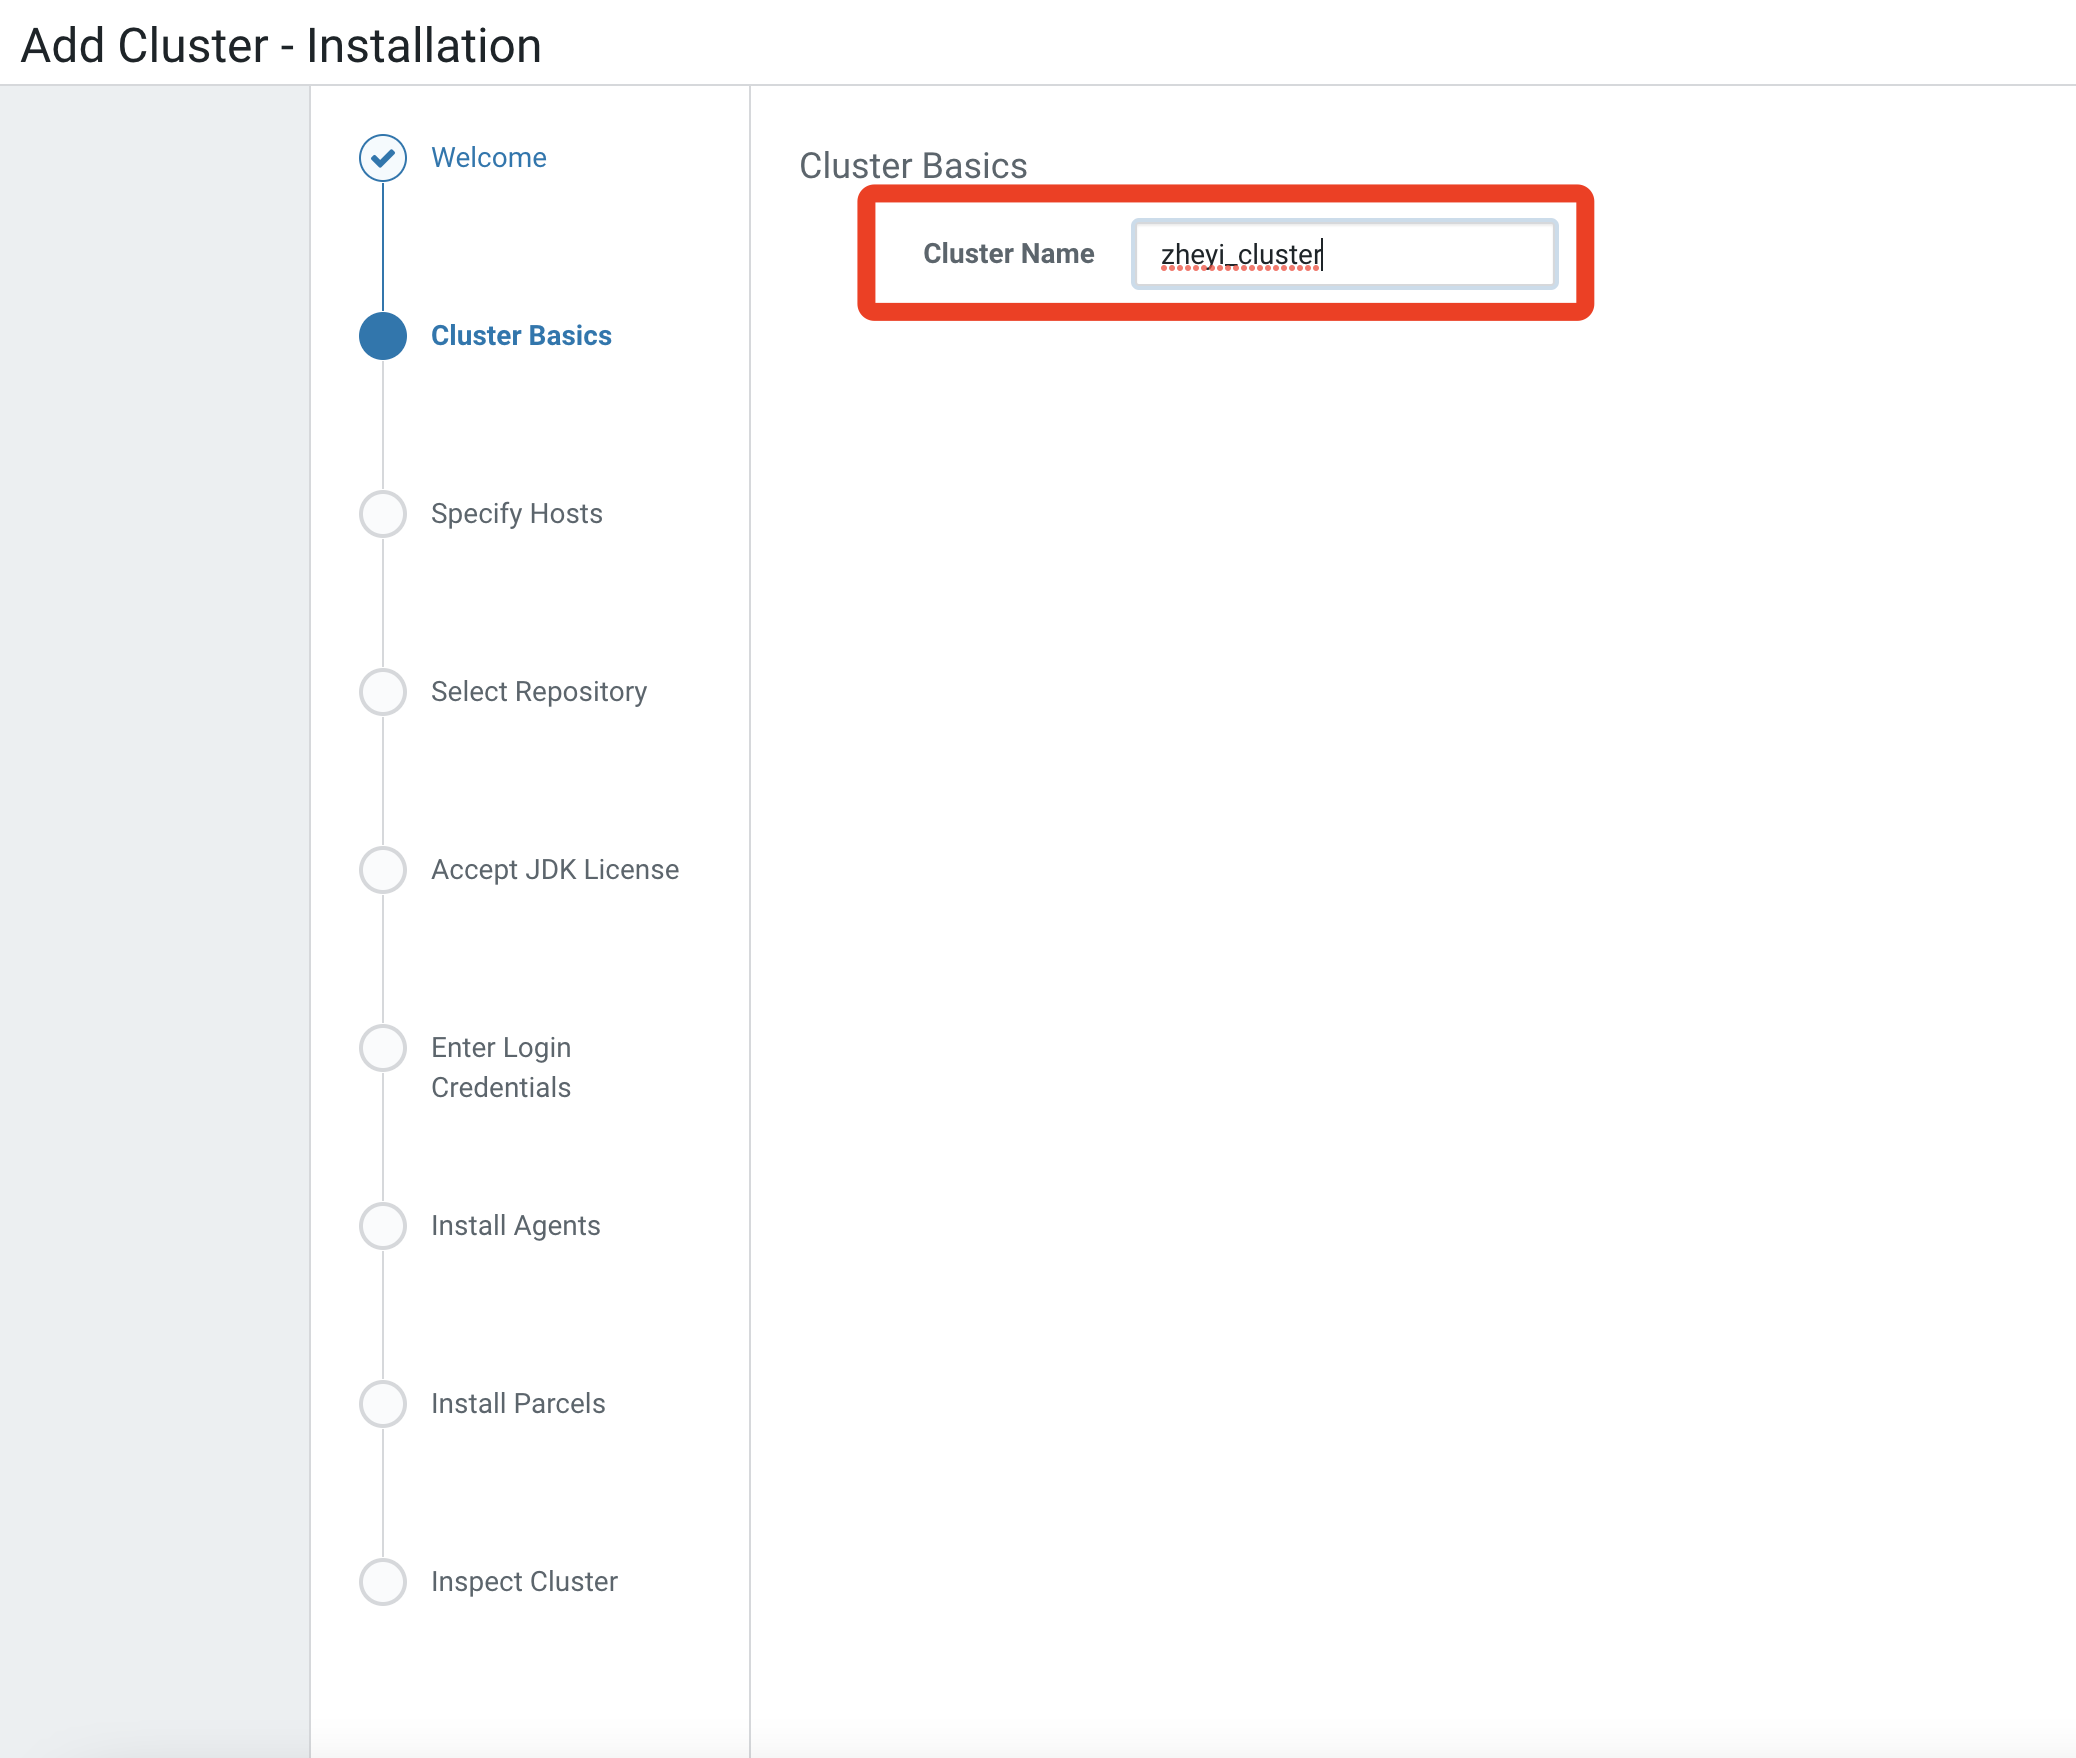 Add Cluster - Installation
Welcome
Cluster Basics
Specify Hosts
Select Repository
Accept JDK License
Enter Login
Credentials
Install Agents
Install Parcels
Inspect Cluster
Cluster Basics
Cluster Name
zheyi_cluster